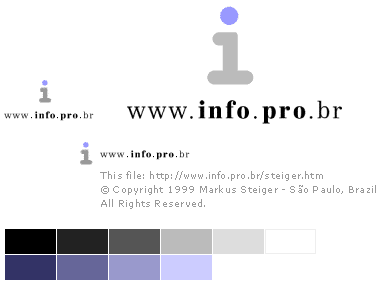 www.info.pro.br
www.info.pro.br
www.info.pro.br
This file: http://www.info.pro.br/steiger.htm
© Copyright 1999 Markus Steiger - São Paulo, Brazil
All Rights Reserved.